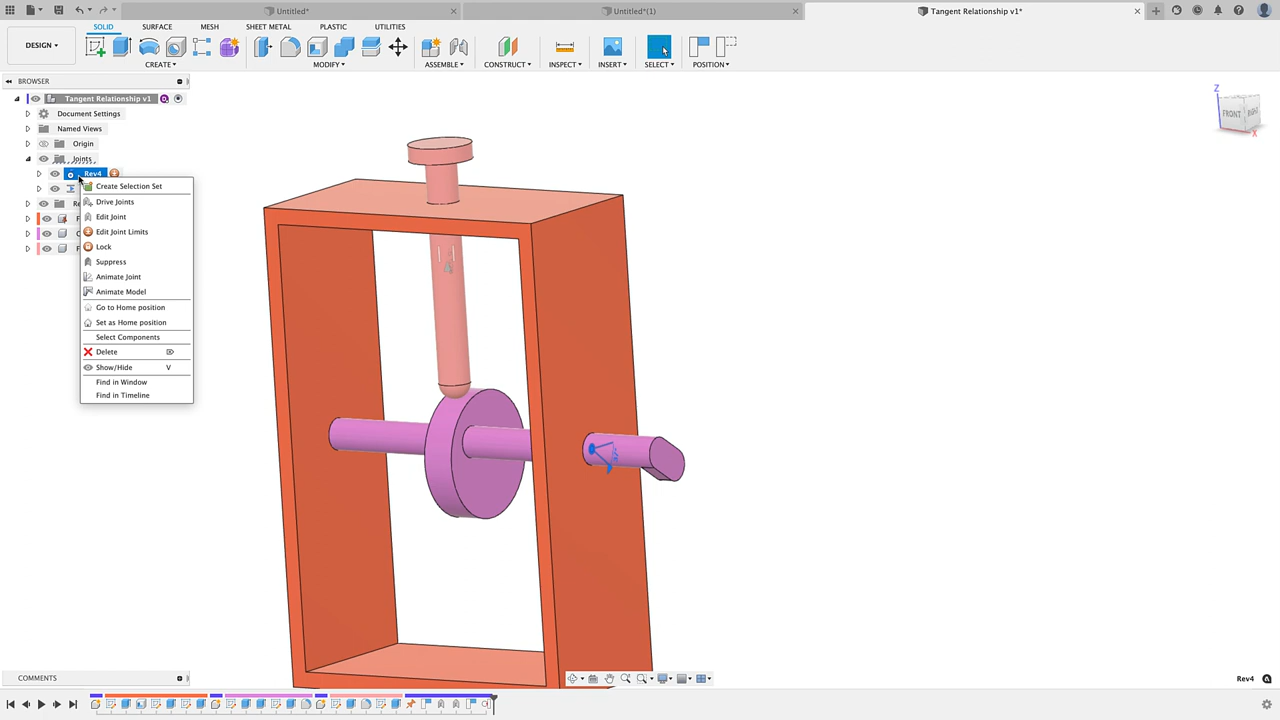 Untitled*
Untitled*(1)
Tangent Relationship v1*
DESIGN
SOLID
SURFACE
MESH
SHEET METAL
PLASTIC
UTILITIES
CREATE
MODIFY
ASSEMBLE
CONSTRUCT
INSPECT
INSERT
SELECT
POSITION
BROWSER
Tangent Relationship v1
Document Settings
Named Views
Origin
Joints
Rev4
Create Selection Set
Drive Joints
Edit Joint
Edit Joint Limits
Lock
Suppress
Animate Joint
Animate Model
Go to Home position
Set as Home position
Select Components
Delete
Show/Hide V
Find in Window
Find in Timeline
Z
FRONT
RIGHT
X
COMMENTS
Rev4